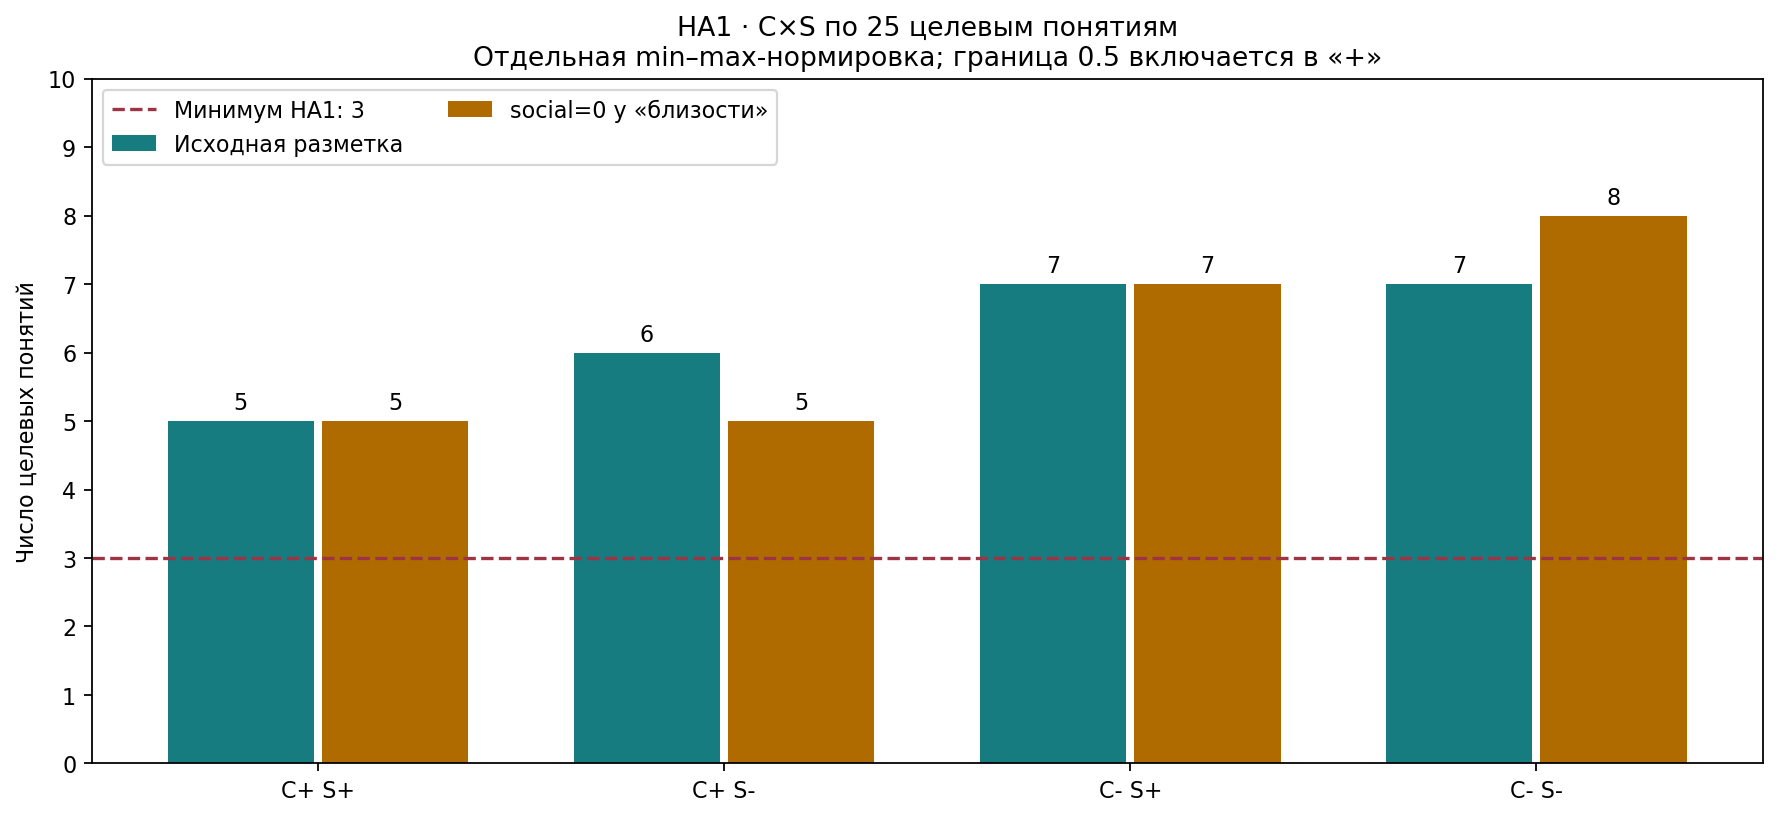 HA1 · C×S по 25 целевым понятиям
Отдельная min–max-нормировка; граница 0.5 включается в «+»
Минимум HA1: 3
Исходная разметка
social=0 у «близости»
Число целевых понятий
10
9
8
7
6
5
4
3
2
1
0
5
5
6
5
7
7
7
8
C+ S+
C+ S-
C- S+
C- S-